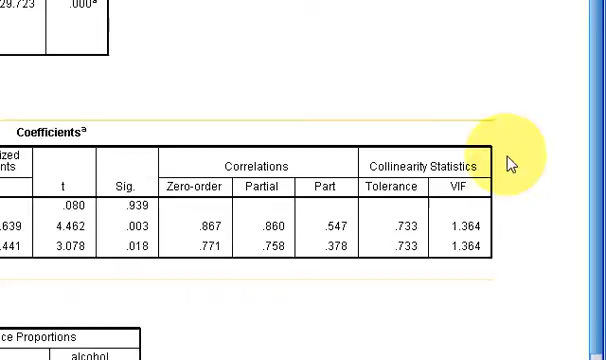 29.723 .000a
Coefficientsa
ized
nts t Sig. Correlations Collinearity Statistics
Zero-order Partial Part Tolerance VIF
.080 .939
.639 4.462 .003 .867 .860 .547 .733 1.364
.441 3.078 .018 .771 .758 .378 .733 1.364
ce Proportions
alcohol